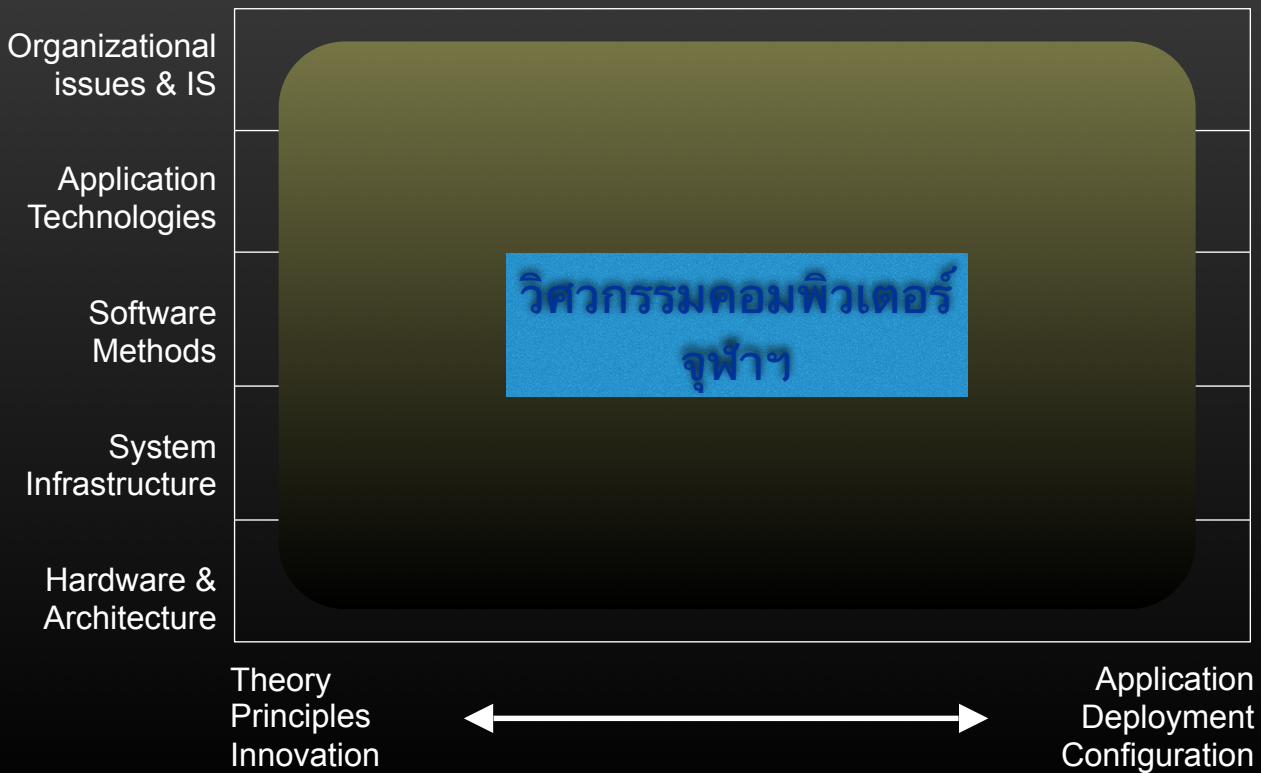 Organizational
issues & IS
Application
Technologies
Software
Methods
System
Infrastructure
Hardware &
Architecture
วิศวกรรมคอมพิวเตอร์
จุฬาฯ
Theory
Principles
Innovation
Application
Deployment
Configuration